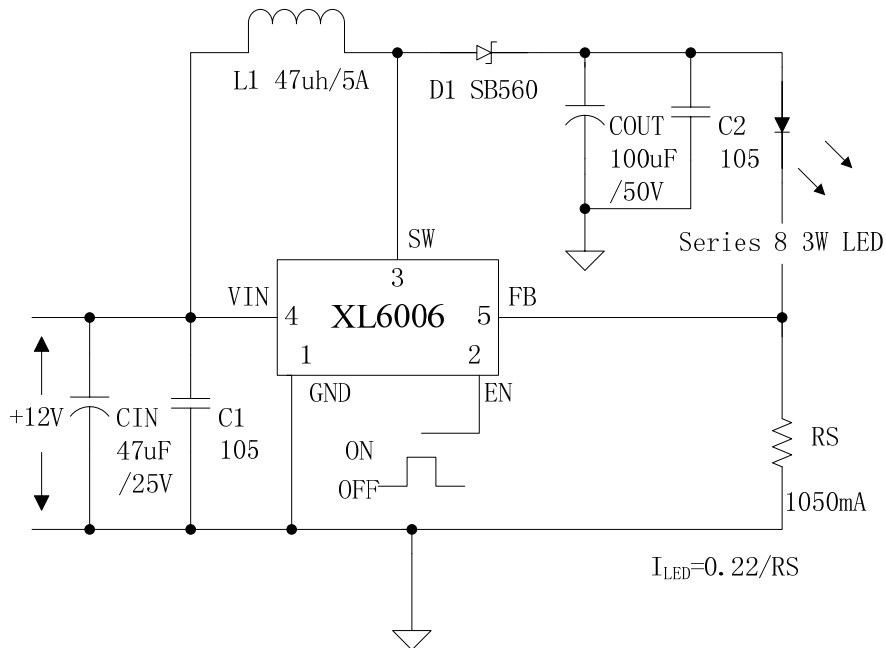 L1 47uh/5A
D1 SB560
COUT
100uF
/50V
C2
105
SW
Series 8 3W LED
3
VIN
FB
4
XL6006
5
1
2
GND
EN
+12V
CIN
47uF
/25V
C1
105
ON
OFF
RS
1050mA
ILED=0.22/RS